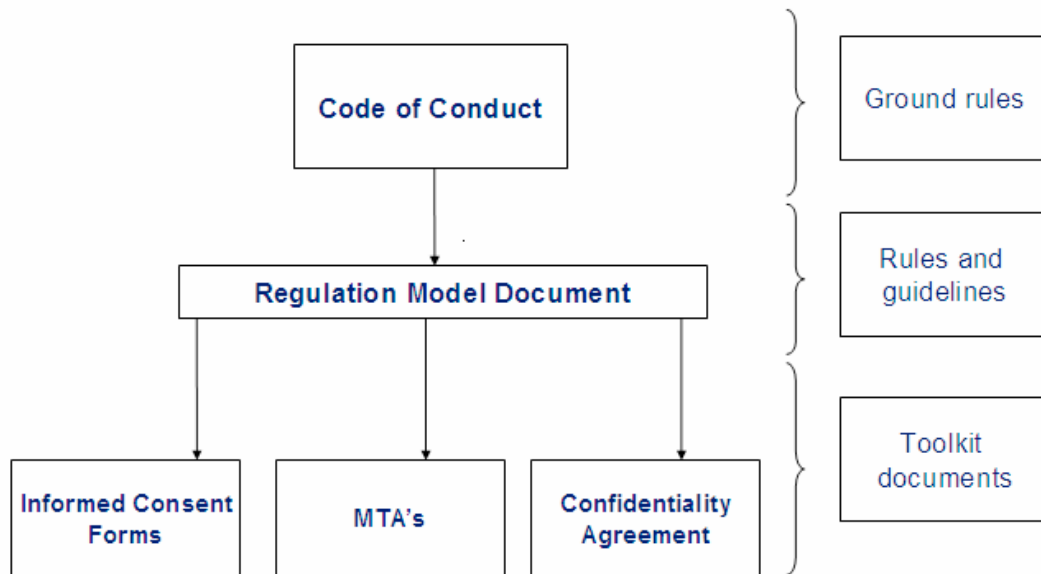 Code of Conduct
Ground rules
Regulation Model Document
Rules and
guidelines
Informed Consent
Forms
MTA's
Confidentiality
Agreement
Toolkit
documents